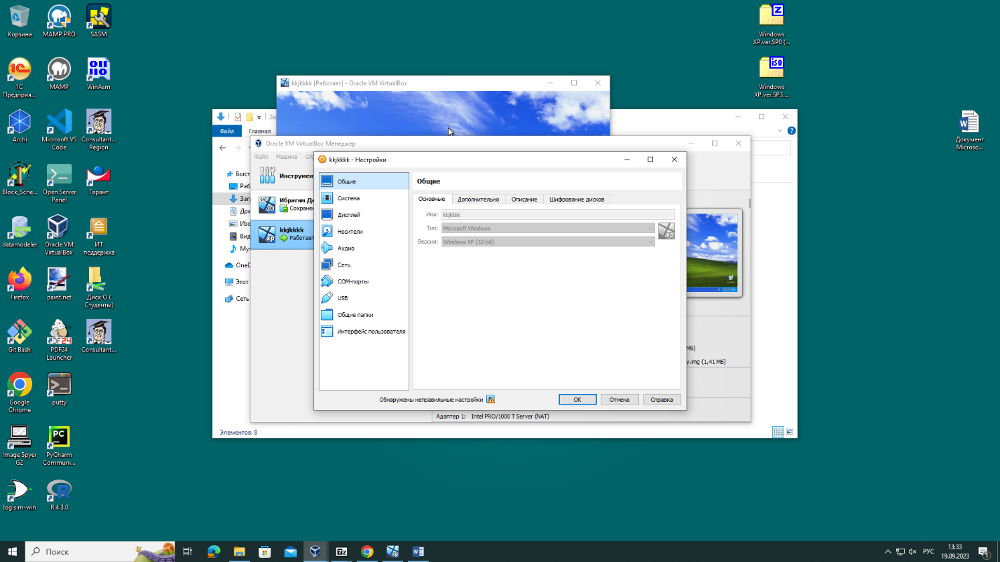 Корзина
MAMP PRO
SASM
1С
Предприя...
MAMP
WinAsm
Archi
Microsoft VS
Code
Consultant...
Region
Block_Sche...
Open Server
Panel
Гарант
datamodeler
Oracle VM
VirtualBox
ИТ
поддержка
Firefox
paint.net
Диск O (
Студенты)
Git Bash
PDF24
Launcher
Consultant...
Google
Chrome
putty
Image Spyer
G2
PyCharm
Communi...
logisim-win
R 4.3.0
Windows
XP.ver.SP0 (...
Windows
XP.ver.SP3....
Документ
Microso...
kkjkkkk [Работает] - Oracle VM VirtualBox
За
Файл
Главная
Быст
Раб
Заг
Док
Изо
Вид
Му
OneD
Этот
Сеть
Элементов: 8
Oracle VM VirtualBox Менеджер
Файл
Машина
Спр
Инструмен
Ибрагим Де
Сохранен
kkjkkkk
Работает
МБ)
y.img (1,41 МБ)
Адаптер 1: Intel PRO/1000 T Server (NAT)
kkjkkkk - Настройки
Общие
Система
Дисплей
Носители
Аудио
Сеть
COM-порты
USB
Общие папки
Интерфейс пользователя
Общие
Основные
Дополнительно
Описание
Шифрование дисков
Имя: kkjkkkk
Тип: Microsoft Windows
Версия: Windows XP (32-bit)
Обнаружены неправильные настройки
ОК
Отмена
Справка
Поиск
РУС
13:33
19.09.2023
1